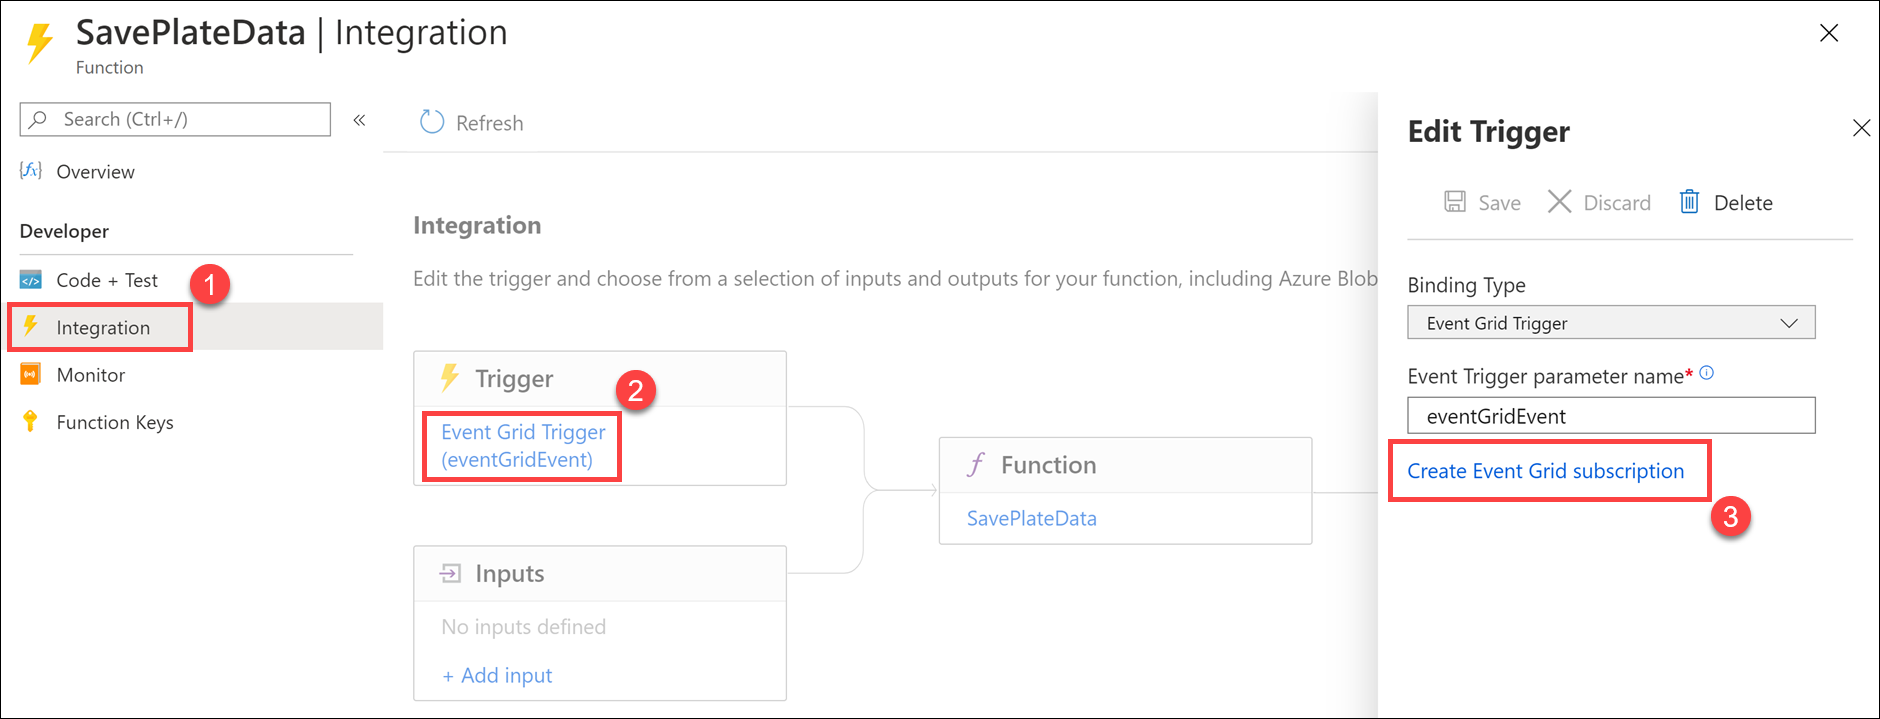 SavePlateData | Integration
Function
Search (Ctrl+/)
«
Refresh
Overview
Developer
Code + Test
1
Integration
Monitor
Function Keys
Integration
Edit the trigger and choose from a selection of inputs and outputs for your function, including Azure Blob
Trigger
2
Event Grid Trigger
(eventGridEvent)
Inputs
No inputs defined
+ Add input
Function
SavePlateData
Edit Trigger
Save
Discard
Delete
Binding Type
Event Grid Trigger
Event Trigger parameter name*
eventGridEvent
Create Event Grid subscription
3